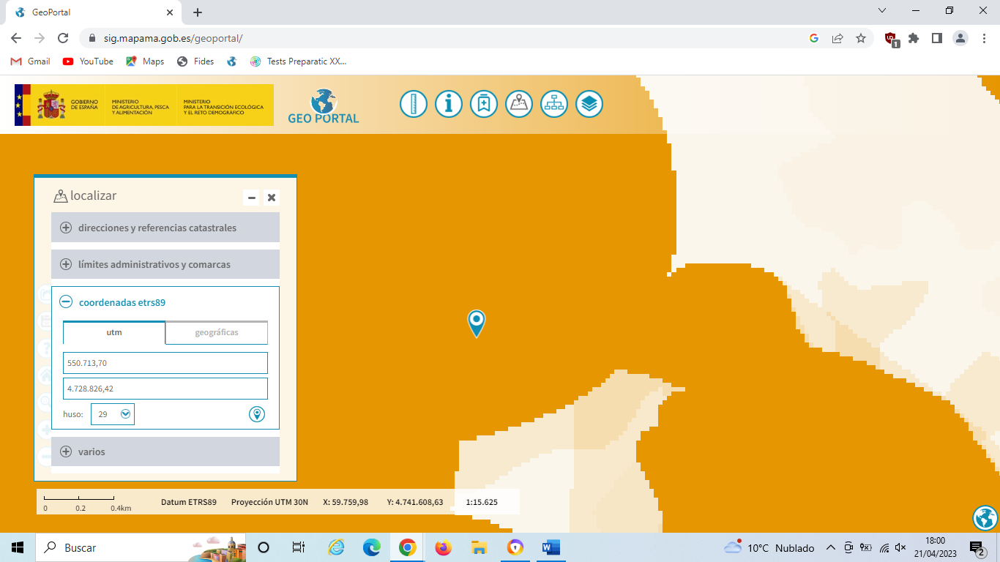 GeoPortal
sig.mapama.gob.es/geoportal/
1
Gmail
YouTube
Maps
Fides
Tests Preparatic XX...
GOBIERNO
DE ESPAÑA
MINISTERIO
DE AGRICULTURA, PESCA
Y ALIMENTACIÓN
MINISTERIO
PARA LA TRANSICIÓN ECOLÓGICA
Y EL RETO DEMOGRÁFICO
GEO PORTAL
localizar
direcciones y referencias catastrales
límites administrativos y comarcas
coordenadas etrs89
utm
geográficas
550.713,70
4.728.826,42
huso:
29
varios
0
0.2
0.4km
Datum ETRS89
Proyección UTM 30N
X: 59.759,98
Y: 4.741.608,63
1:15.625
Buscar
10°C Nublado
18:00
21/04/2023
2